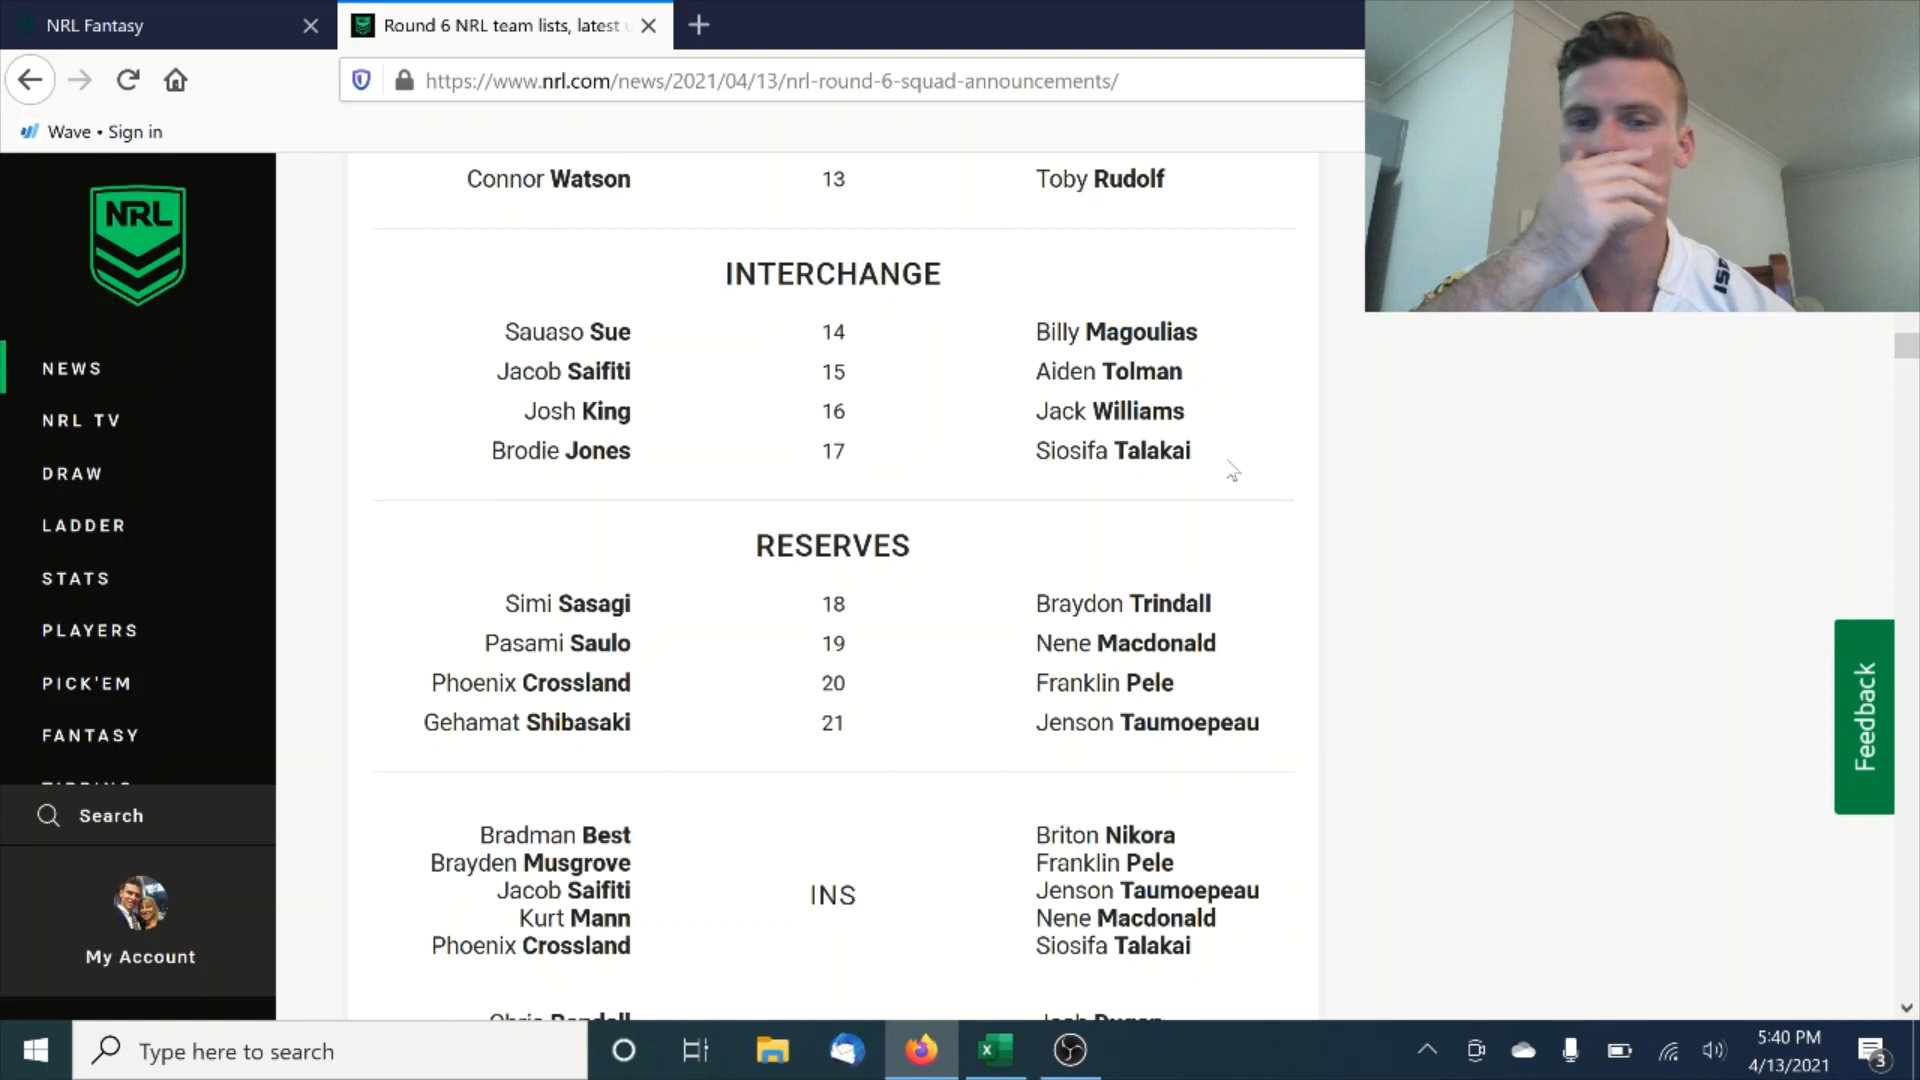 NRL Fantasy
Round 6 NRL team lists, latest
https://www.nrl.com/news/2021/04/13/nrl-round-6-squad-announcements/
Wave • Sign in
NRL
NEWS
NRL TV
DRAW
LADDER
STATS
PLAYERS
PICK'EM
FANTASY
Search
My Account
Connor Watson 13 Toby Rudolf
INTERCHANGE
Sauaso Sue 14 Billy Magoulias
Jacob Saifiti 15 Aiden Tolman
Josh King 16 Jack Williams
Brodie Jones 17 Siosifa Talakai
RESERVES
Simi Sasagi 18 Braydon Trindall
Pasami Saulo 19 Nene Macdonald
Phoenix Crossland 20 Franklin Pele
Gehamat Shibasaki 21 Jenson Taumoepeau
Bradman Best Briton Nikora
Brayden Musgrove Franklin Pele
Jacob Saifiti INS Jenson Taumoepeau
Kurt Mann Nene Macdonald
Phoenix Crossland Siosifa Talakai
ISC
Feedback
Type here to search
5:40 PM
4/13/2021
3